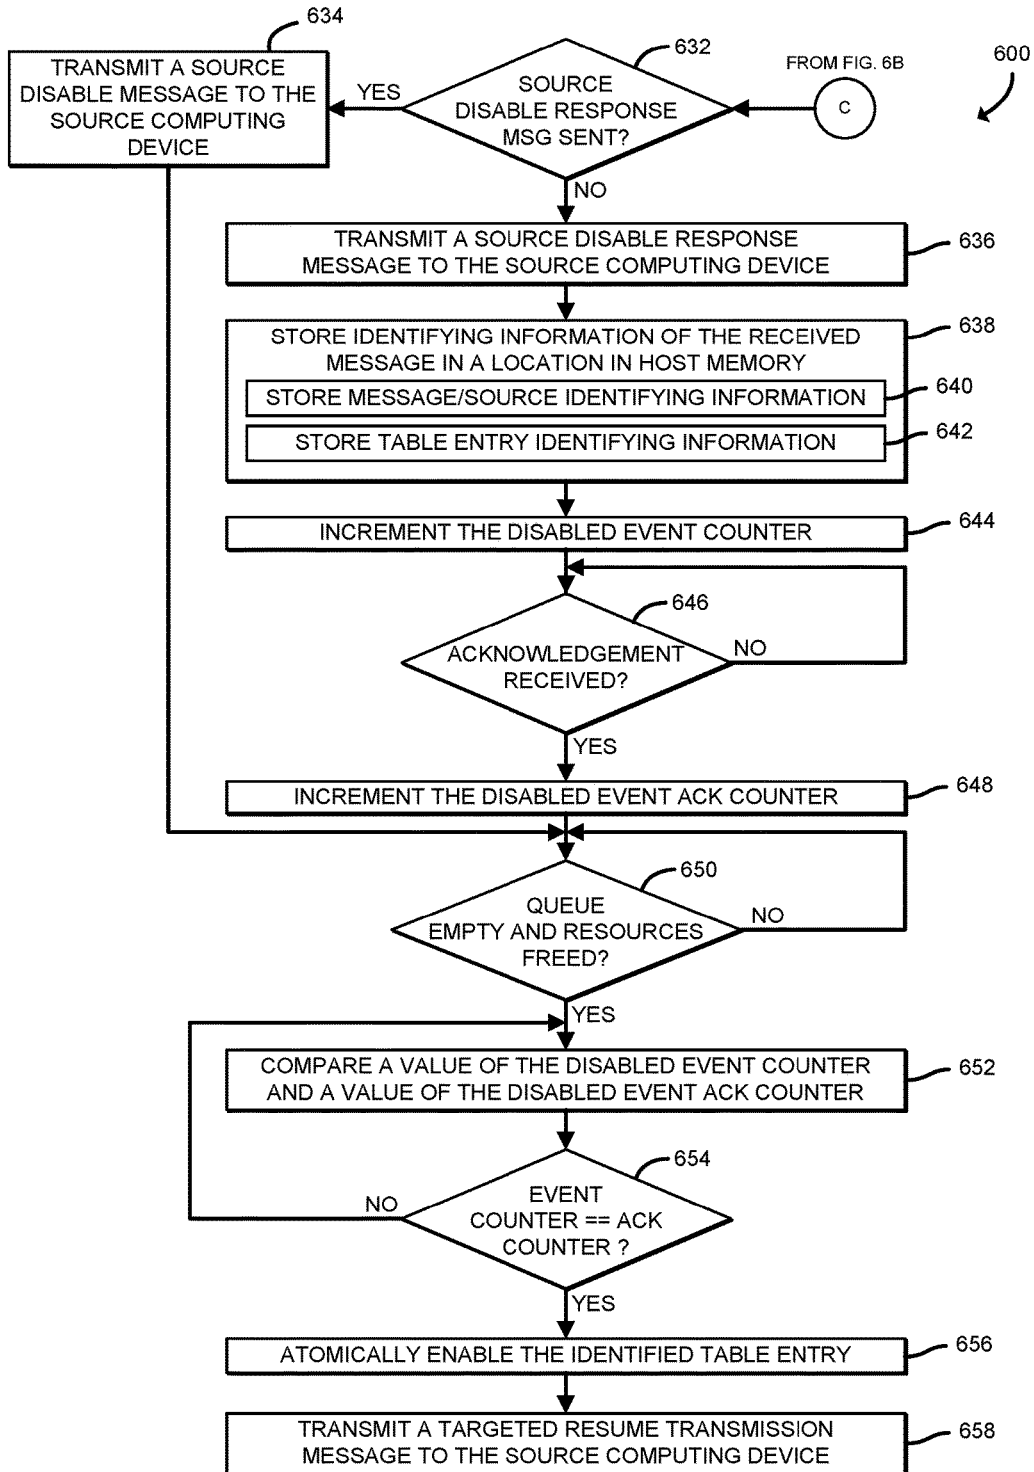 634
TRANSMIT A SOURCE
DISABLE MESSAGE TO THE
SOURCE COMPUTING
DEVICE
YES
632
SOURCE
DISABLE RESPONSE
MSG SENT?
FROM FIG. 6B
C
600
NO
TRANSMIT A SOURCE DISABLE RESPONSE
MESSAGE TO THE SOURCE COMPUTING DEVICE
636
STORE IDENTIFYING INFORMATION OF THE RECEIVED
MESSAGE IN A LOCATION IN HOST MEMORY
638
STORE MESSAGE/SOURCE IDENTIFYING INFORMATION
640
STORE TABLE ENTRY IDENTIFYING INFORMATION
642
INCREMENT THE DISABLED EVENT COUNTER
644
646
ACKNOWLEDGEMENT
RECEIVED?
NO
YES
INCREMENT THE DISABLED EVENT ACK COUNTER
648
650
QUEUE
EMPTY AND RESOURCES
FREED?
NO
YES
COMPARE A VALUE OF THE DISABLED EVENT COUNTER
AND A VALUE OF THE DISABLED EVENT ACK COUNTER
652
654
NO
EVENT
COUNTER == ACK
COUNTER ?
YES
ATOMICALLY ENABLE THE IDENTIFIED TABLE ENTRY
656
TRANSMIT A TARGETED RESUME TRANSMISSION
MESSAGE TO THE SOURCE COMPUTING DEVICE
658